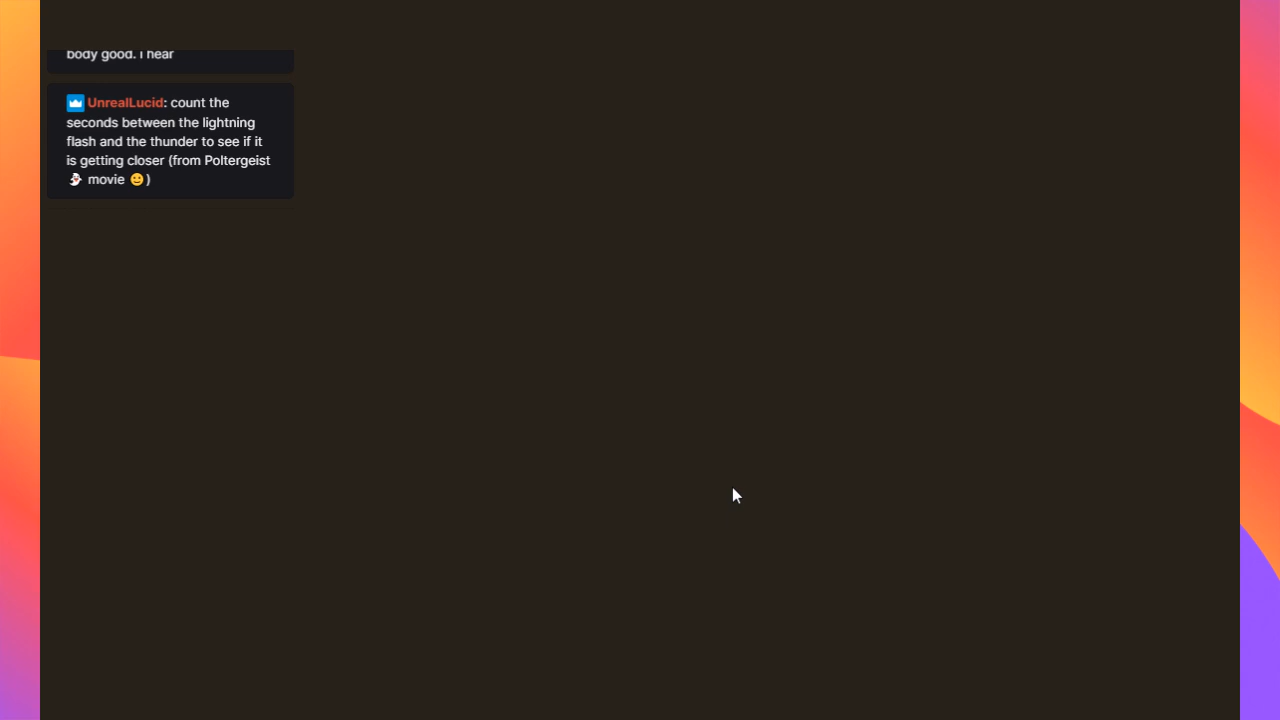 body good. I hear
UnrealLucid: count the
seconds between the lightning
flash and the thunder to see if it
is getting closer (from Poltergeist
👻 movie 😊)